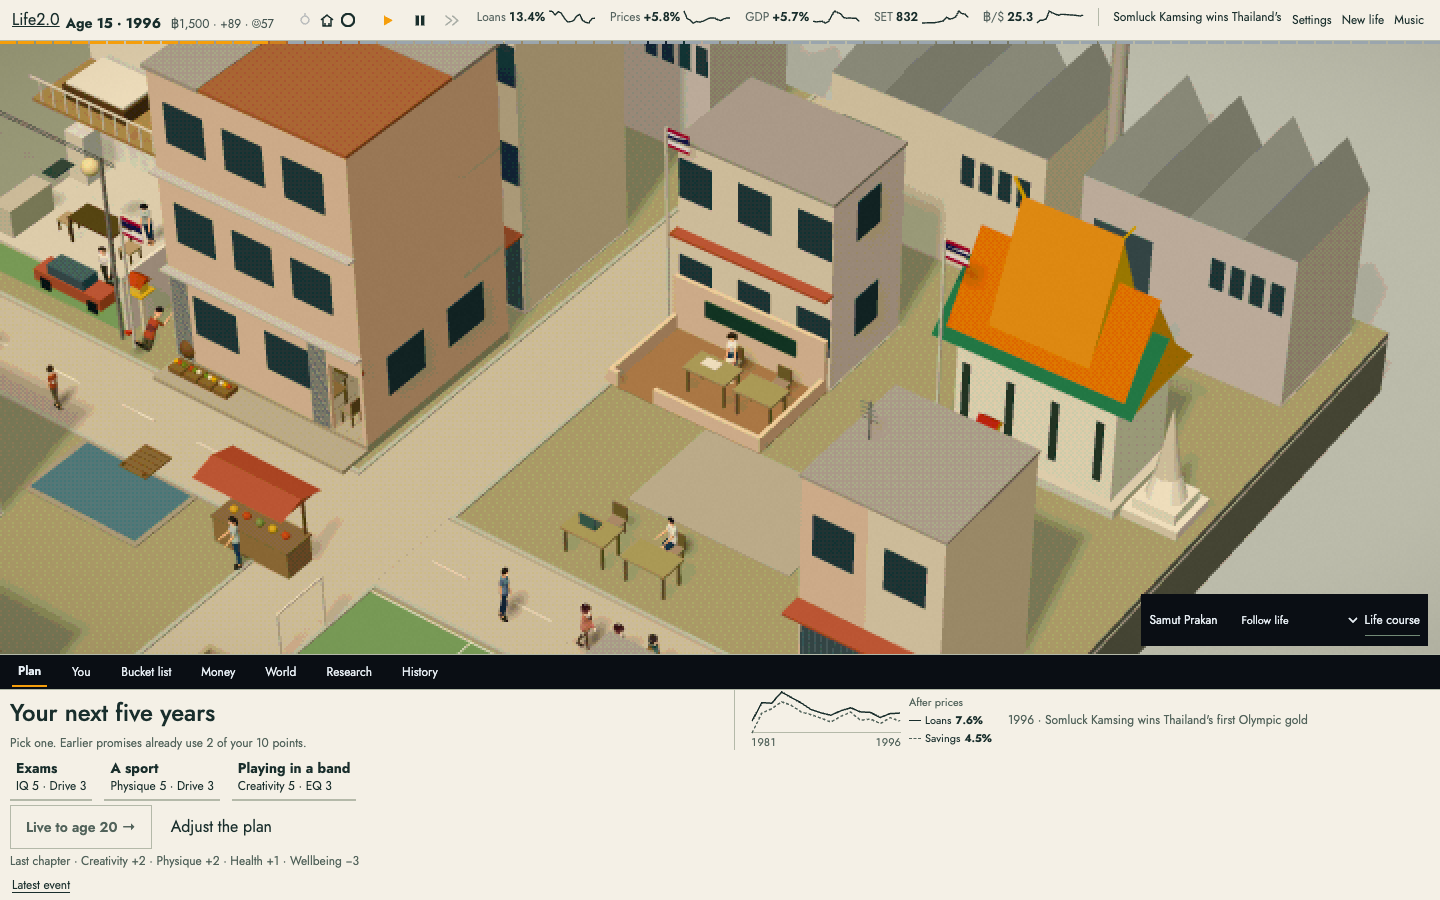 Life2.0 Age 15 · 1996 ฿1,500 · +89 · ◎57 Loans 13.4% Prices +5.8% GDP +5.7% SET 832 ฿/$ 25.3 Somluck Kamsing wins Thailand's Settings New life Music
Samut Prakan Follow life Life course
Plan You Bucket list Money World Research History
Your next five years
Pick one. Earlier promises already use 2 of your 10 points.
Exams A sport Playing in a band
IQ 5 · Drive 3 Physique 5 · Drive 3 Creativity 5 · EQ 3
Live to age 20 → Adjust the plan
Last chapter · Creativity +2 · Physique +2 · Health +1 · Wellbeing −3
Latest event
After prices
Loans 7.6%
Savings 4.5%
1981 1996
1996 · Somluck Kamsing wins Thailand's first Olympic gold